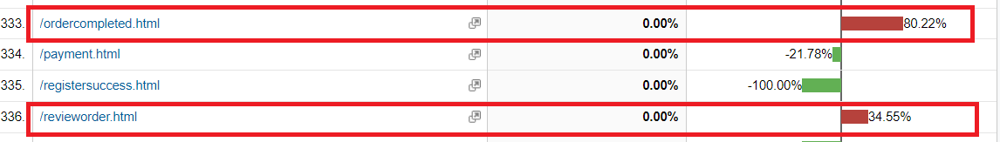 333. /ordercompleted.html 0.00% 80.22%
334. /payment.html 0.00% -21.78%
335. /registersuccess.html 0.00% -100.00%
336. /revieworder.html 0.00% 34.55%